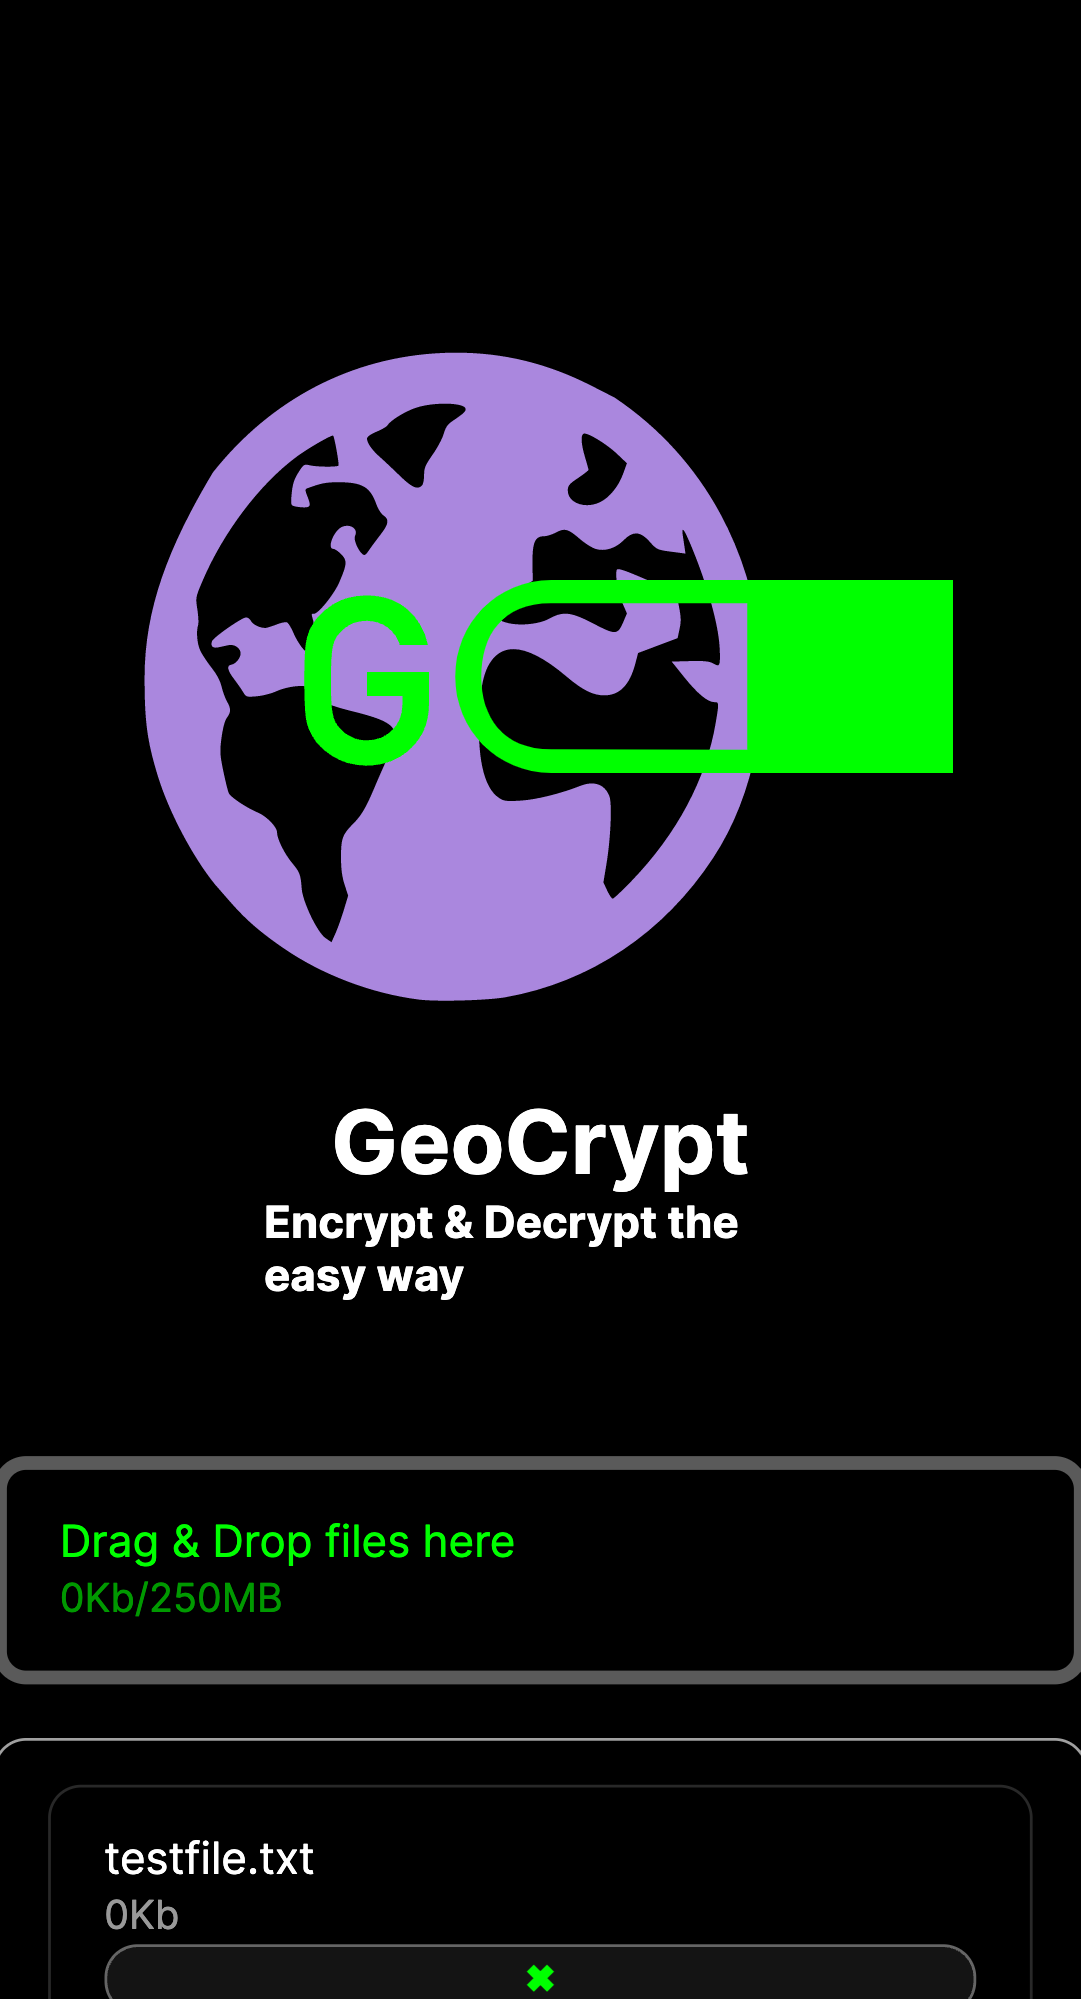 GC
GeoCrypt
Encrypt & Decrypt the
easy way
Drag & Drop files here
0Kb/250MB
testfile.txt
0Kb
✖